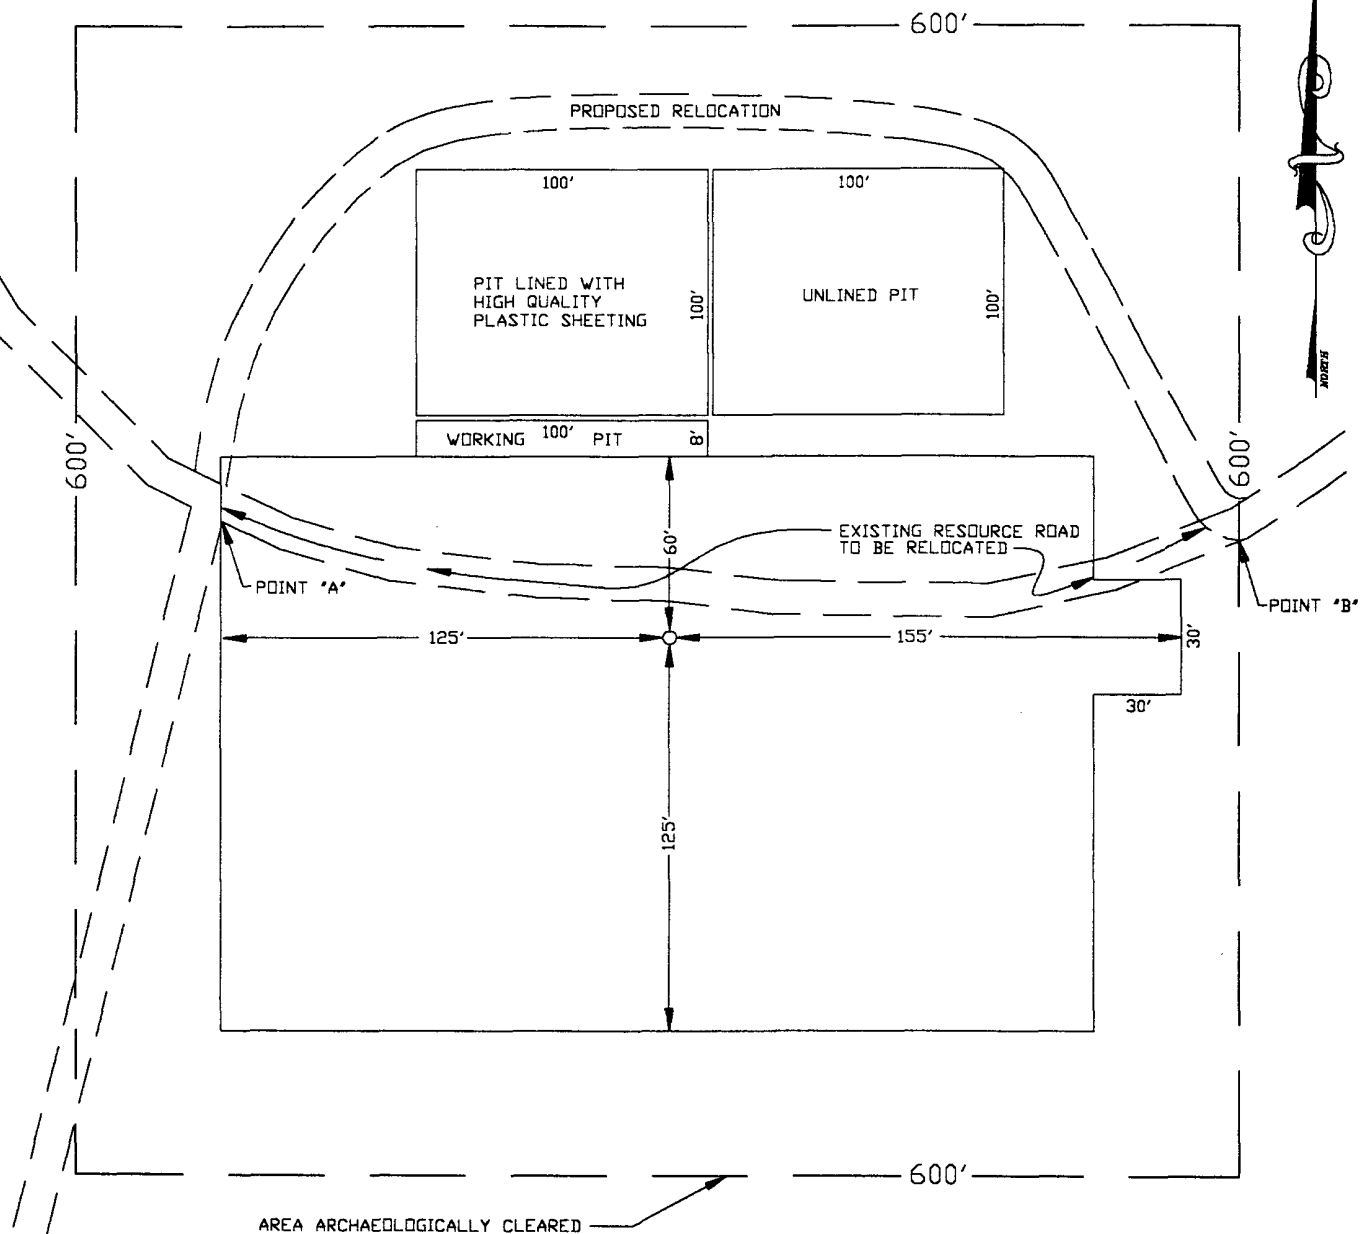 600'
PROPOSED RELOCATION
100'
100'
PIT LINED WITH
HIGH QUALITY
PLASTIC SHEETING
100'
UNLINED PIT
100'
NORTH
WORKING 100' PIT 8'
600'
600'
60'
EXISTING RESOURCE ROAD
TO BE RELOCATED
POINT "A"
POINT "B"
125'
155'
30'
30'
125'
600'
AREA ARCHAEOLOGICALLY CLEARED